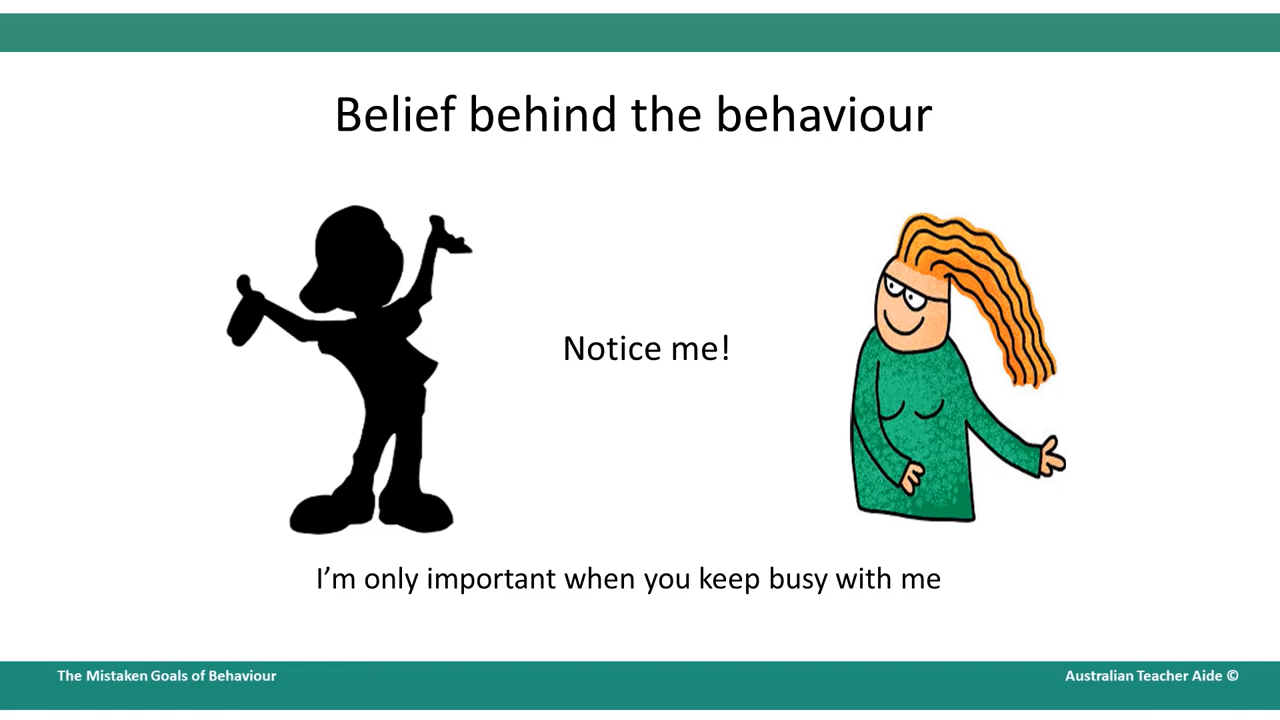 Belief behind the behaviour
Notice me!
I’m only important when you keep busy with me
The Mistaken Goals of Behaviour
Australian Teacher Aide ©